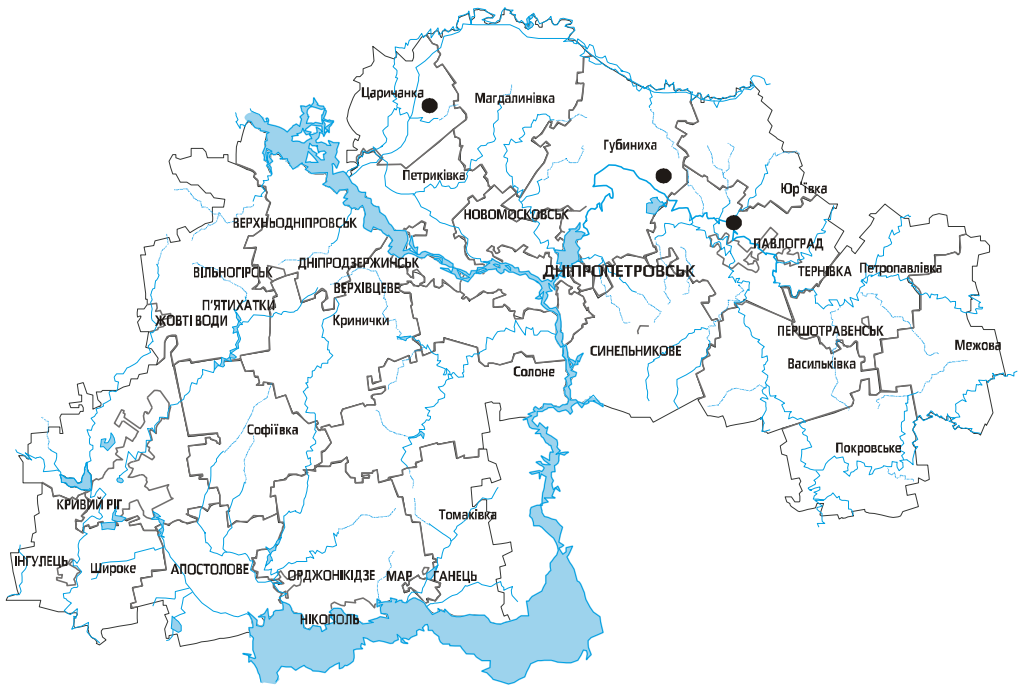 Царичанка
Магдалинівка
Губиниха
Петриківка
Юр'ївка
НОВОМОСКОВСЬК
ВЕРХНЬОДНІПРОВСЬК
ПАВЛОГРАД
ДНІПРОДЗЕРЖИНСЬК
ВІЛЬНОГІРСЬК
ДНІПРОПЕТРОВСЬК
ТЕРНІВКА
Петропавлівка
ВЕРХІВЦЕВЕ
П'ЯТИХАТКИ
ЖОВТІ ВОДИ
Кринички
ПЕРШОТРАВЕНСЬК
Межова
СИНЕЛЬНИКОВЕ
Васильківка
Солоне
Софіївка
Покровське
КРИВИЙ РІГ
Томаківка
ІНГУЛЕЦЬ
Широке
АПОСТОЛОВЕ
ОРДЖОНІКІДЗЕ
МАР ГАНЕЦЬ
НІКОПОЛЬ